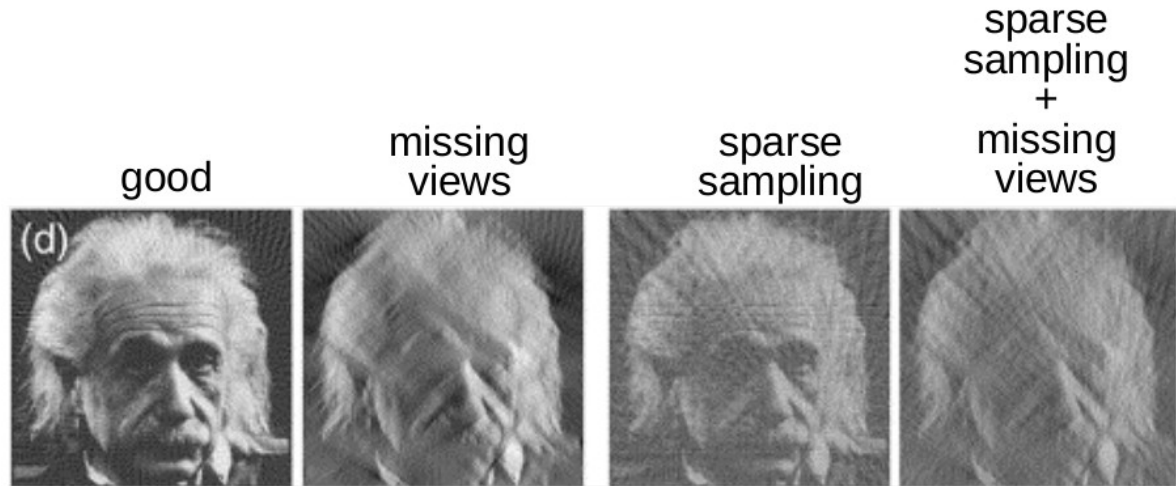 good
missing
views
sparse
sampling
sparse
sampling
+
missing
views
(d)